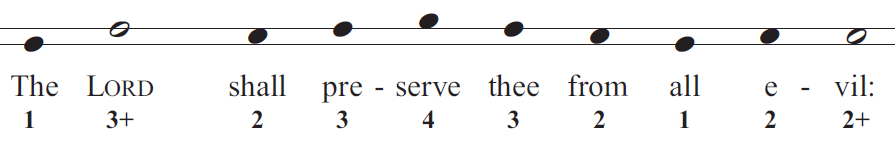 The LORD shall pre - serve thee from all e - vil:
1 3+ 2 3 4 3 2 1 2 2+